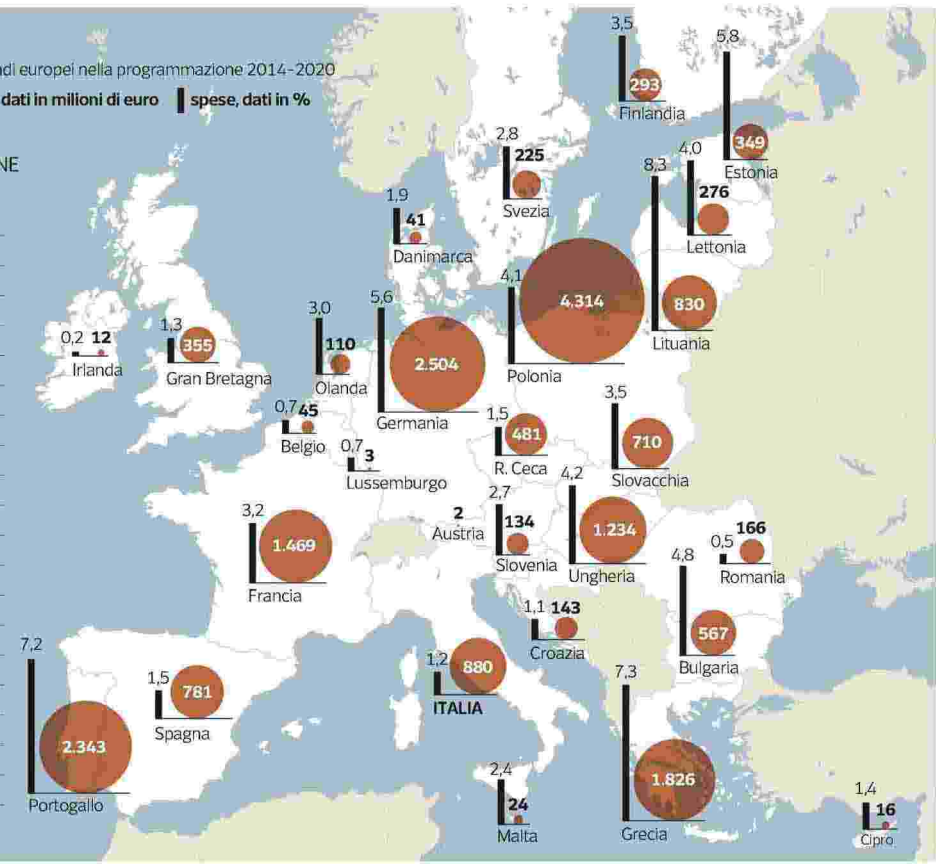 ndi europei nella programmazione 2014-2020
dati in milioni di euro spese, dati in %
NE
3,5
293
Finlandia
5,8
349
Estonia
2,8
225
Svezia
8,3
830
Lituania
4,0
276
Lettonia
1,9
41
Danimarca
4,1
4.314
Polonia
5,6
2.504
Germania
3,0
110
Olanda
0,2 12
Irlanda
1,3
355
Gran Bretagna
0,7 45
Belgio
0,7
3
Lussemburgo
1,5
481
R. Ceca
3,5
710
Slovacchia
3,2
1.469
Francia
2
Austria
2,7
134
Slovenia
4,2
1.234
Ungheria
166
0,5
Romania
4,8
567
Bulgaria
1,1 143
Croazia
7,2
2.343
Portogallo
1,5
781
Spagna
1,2
880
ITALIA
7,3
1.826
Grecia
2,4
24
Malta
1,4
16
Cipro